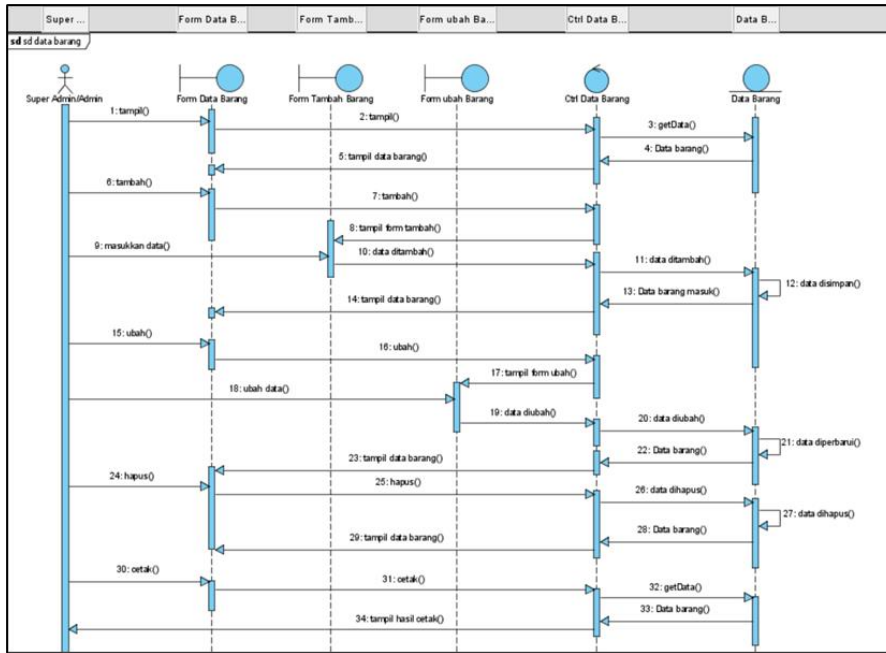 Super ...
Form Data B...
Form Tamb...
Form ubah Ba...
Ctrl Data B...
Data B...
sd sd data barang
Super Admin/Admin
Form Data Barang
Form Tambah Barang
Form ubah Barang
Ctrl Data Barang
Data Barang
1: tampil()
2: tampil()
3: getData()
4: Data barang()
5: tampil data barang()
6: tambah()
7: tambah()
8: tampil form tambah()
9: masukkan data()
10: data ditambah()
11: data ditambah()
12: data disimpan()
13: Data barang masuk()
14: tampil data barang()
15: ubah()
16: ubah()
17: tampil form ubah()
18: ubah data()
19: data diubah()
20: data diubah()
21: data diperbarui()
22: Data barang()
23: tampil data barang()
24: hapus()
25: hapus()
26: data dihapus()
27: data dihapus()
28: Data barang()
29: tampil data barang()
30: cetak()
31: cetak()
32: getData()
33: Data barang()
34: tampil hasil cetak()